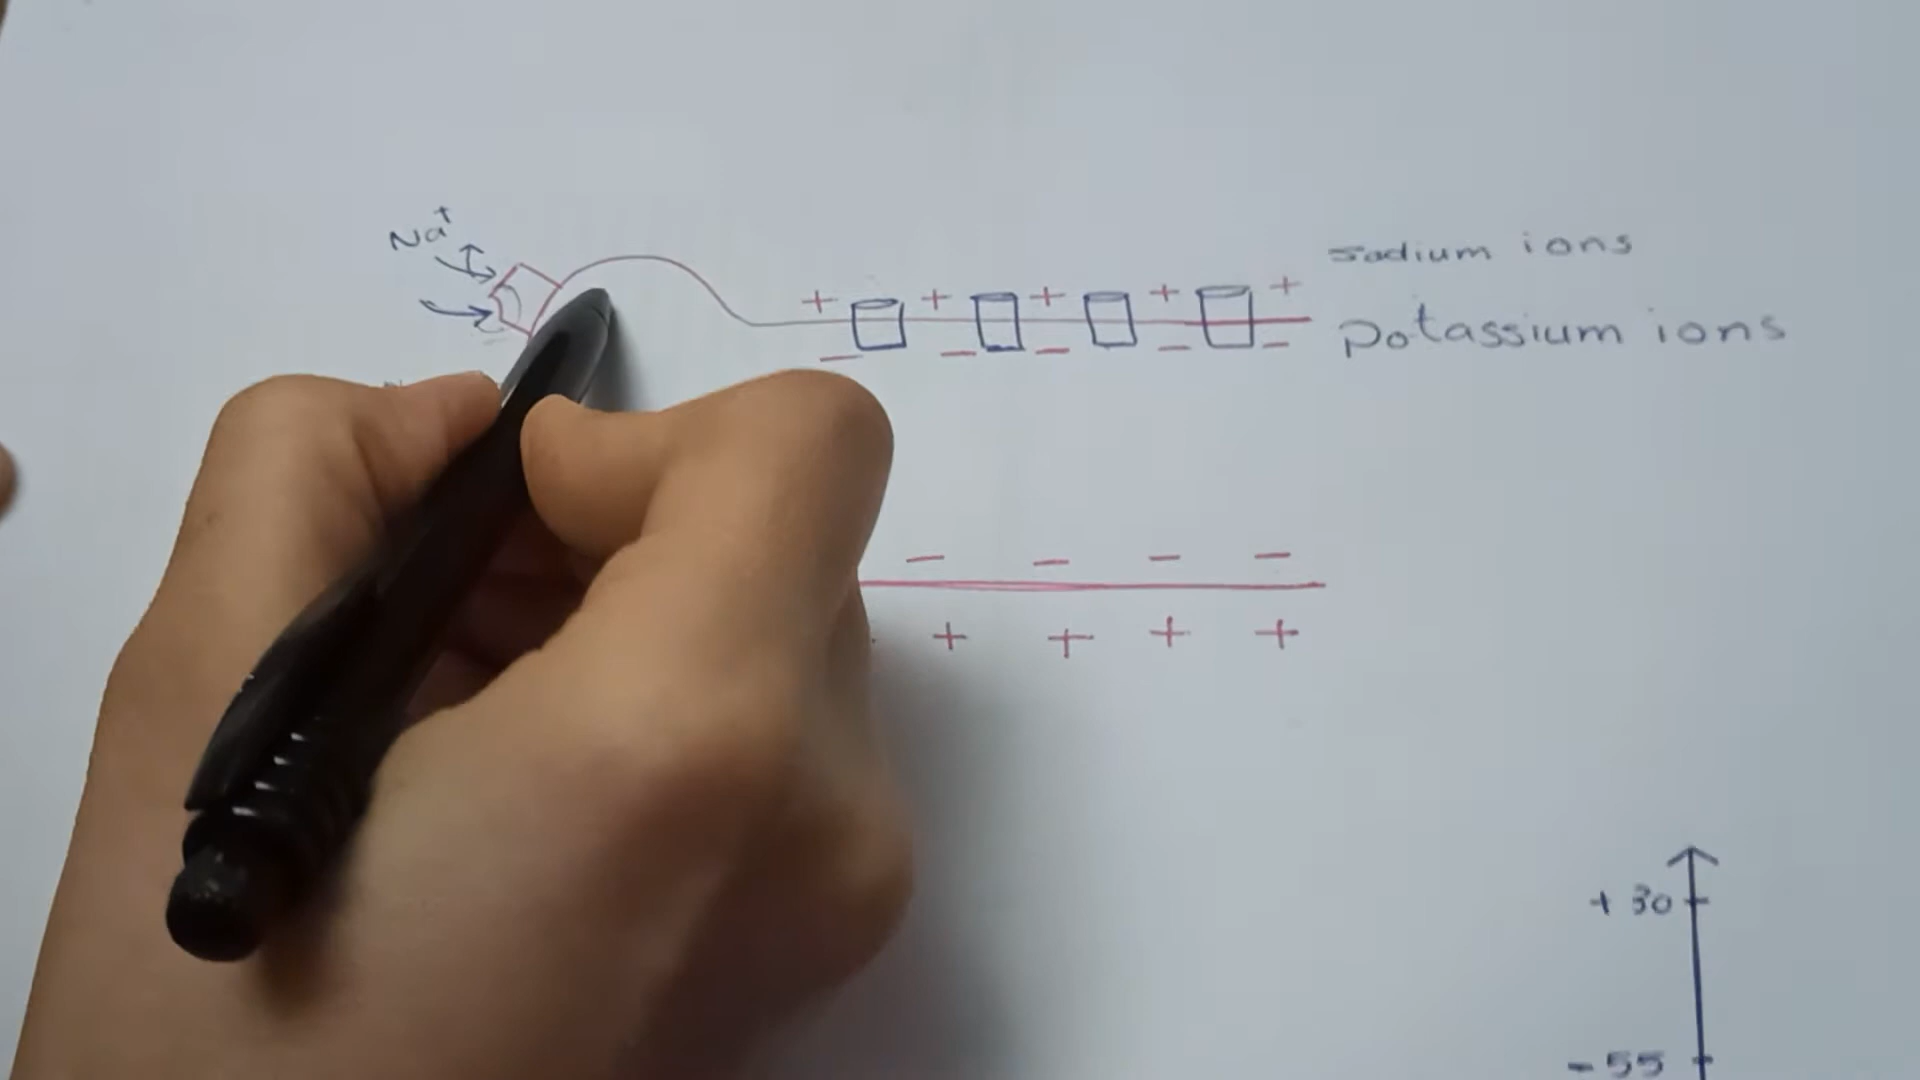 Na+
Sodium ions
+ + + + +
Potassium ions
− − − − −
− − − −
+ + + +
+ 30
- 55